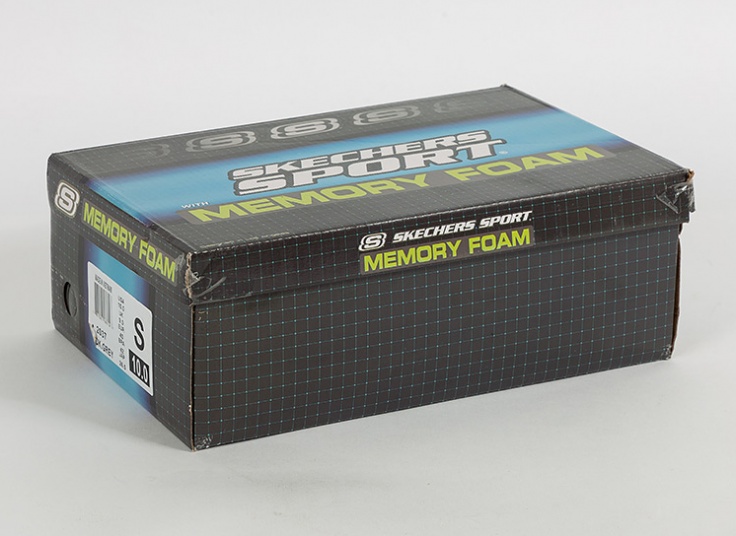 SKECHERS
SPORT
WITH MEMORY FOAM
S MEMORY FOAM
S SKECHERS SPORT
MEMORY FOAM
S
10.0